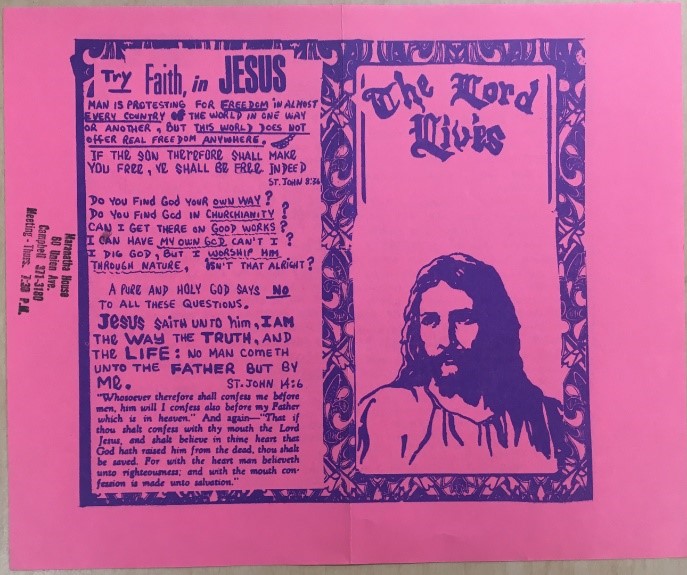 Try Faith, in JESUS
MAN IS PROTESTING FOR FREEDOM IN ALMOST
EVERY COUNTRY OF THE WORLD IN ONE WAY
OR ANOTHER, BUT THIS WORLD DOES NOT
OFFER REAL FREEDOM ANYWHERE.
IF THE SON THEREFORE SHALL MAKE
YOU FREE, YE SHALL BE FREE INDEED
ST. JOHN 8:36
DO YOU FIND GOD YOUR OWN WAY?
DO YOU FIND GOD IN CHURCHIANITY?
CAN I GET THERE ON GOOD WORKS?
I CAN HAVE MY OWN GOD CAN'T I?
I DIG GOD, BUT I WORSHIP HIM
THROUGH NATURE, ISN'T THAT ALRIGHT?
A PURE AND HOLY GOD SAYS NO
TO ALL THESE QUESTIONS.
JESUS SAITH UNTO him, I AM
THE WAY THE TRUTH, AND
THE LIFE: NO MAN COMETH
UNTO THE FATHER BUT BY
ME. ST. JOHN 14:6
"Whosoever therefore shall confess me before
men, him will I confess also before my Father
which is in heaven." And again—"That if
thou shalt confess with thy mouth the Lord
Jesus, and shalt believe in thine heart that
God hath raised him from the dead, thou shalt
be saved. For with the heart man believeth
unto righteousness; and with the mouth con-
fession is made unto salvation."
The Lord
Lives
Maranatha House
60 Union Ave.
Campbell 371-3180
Meeting - Thurs. 7:30 P.M.